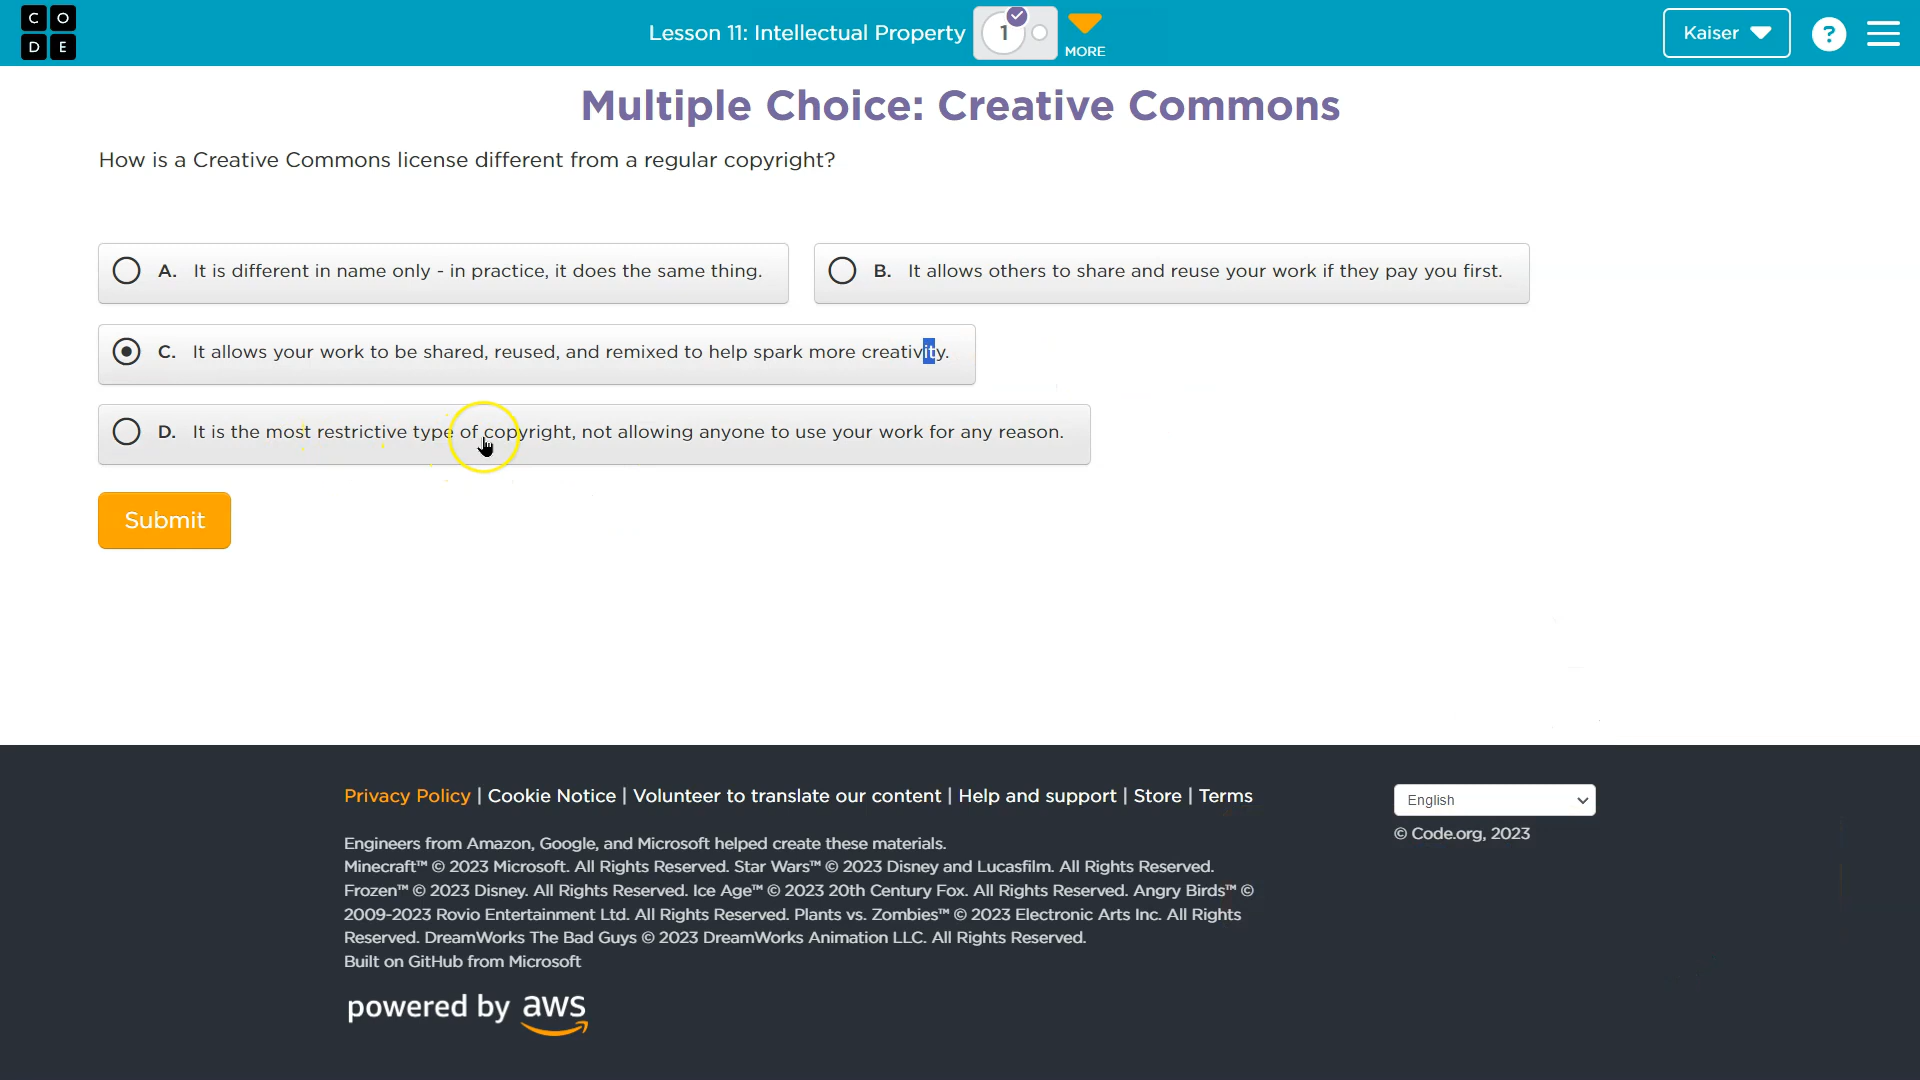 CODE
Lesson 11: Intellectual Property
1
MORE
Kaiser
?
Multiple Choice: Creative Commons
How is a Creative Commons license different from a regular copyright?
A. It is different in name only - in practice, it does the same thing.
B. It allows others to share and reuse your work if they pay you first.
C. It allows your work to be shared, reused, and remixed to help spark more creativity.
D. It is the most restrictive type of copyright, not allowing anyone to use your work for any reason.
Submit
Privacy Policy | Cookie Notice | Volunteer to translate our content | Help and support | Store | Terms
English
© Code.org, 2023
Engineers from Amazon, Google, and Microsoft helped create these materials.
Minecraft™ © 2023 Microsoft. All Rights Reserved. Star Wars™ © 2023 Disney and Lucasfilm. All Rights Reserved.
Frozen™ © 2023 Disney. All Rights Reserved. Ice Age™ © 2023 20th Century Fox. All Rights Reserved. Angry Birds™ ©
2009-2023 Rovio Entertainment Ltd. All Rights Reserved. Plants vs. Zombies™ © 2023 Electronic Arts Inc. All Rights
Reserved. DreamWorks The Bad Guys © 2023 DreamWorks Animation LLC. All Rights Reserved.
Built on GitHub from Microsoft
powered by aws